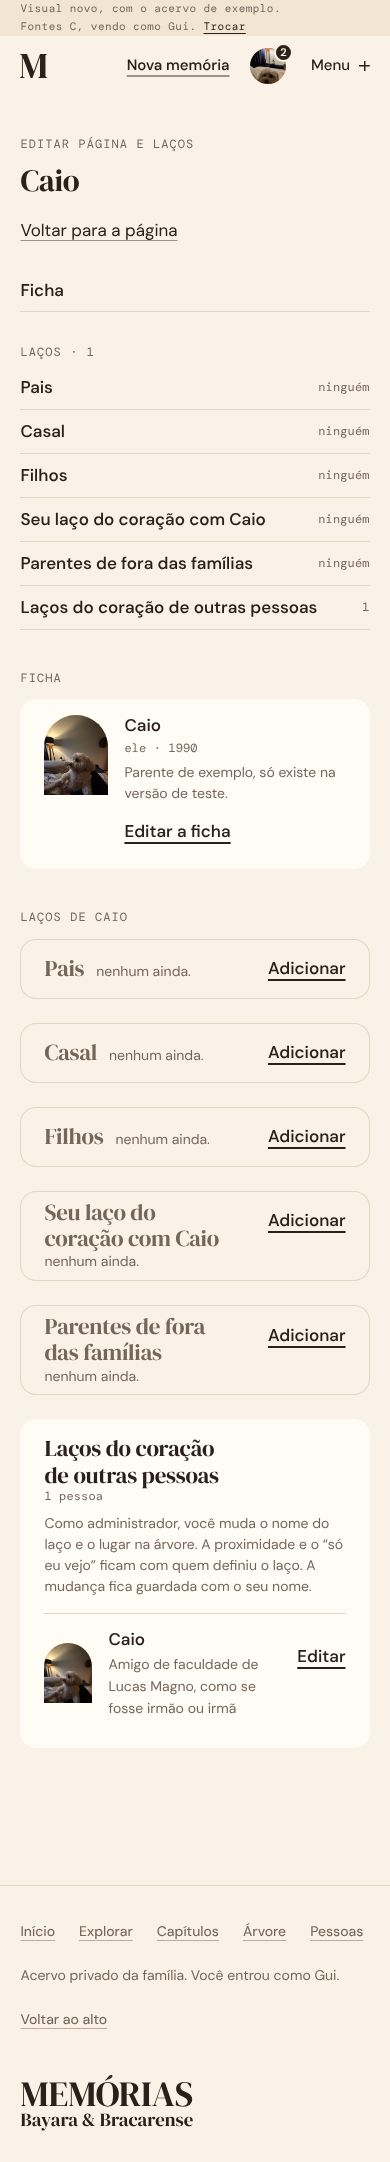 Visual novo, com o acervo de exemplo.
Fontes C, vendo como Gui. Trocar
M
Nova memória
2
Menu +
EDITAR PÁGINA E LAÇOS
Caio
Voltar para a página
Ficha
LAÇOS · 1
Pais ninguém
Casal ninguém
Filhos ninguém
Seu laço do coração com Caio ninguém
Parentes de fora das famílias ninguém
Laços do coração de outras pessoas 1
FICHA
Caio
ele · 1990
Parente de exemplo, só existe na
versão de teste.
Editar a ficha
LAÇOS DE CAIO
Pais nenhum ainda. Adicionar
Casal nenhum ainda. Adicionar
Filhos nenhum ainda. Adicionar
Seu laço do
coração com Caio
nenhum ainda.
Adicionar
Parentes de fora
das famílias
nenhum ainda.
Adicionar
Laços do coração
de outras pessoas
1 pessoa
Como administrador, você muda o nome do
laço e o lugar na árvore. A proximidade e o “só
eu vejo” ficam com quem definiu o laço. A
mudança fica guardada com o seu nome.
Caio
Amigo de faculdade de
Lucas Magno, como se
fosse irmão ou irmã
Editar
Início Explorar Capítulos Árvore Pessoas
Acervo privado da família. Você entrou como Gui.
Voltar ao alto
MEMÓRIAS
Bayara & Bracarense